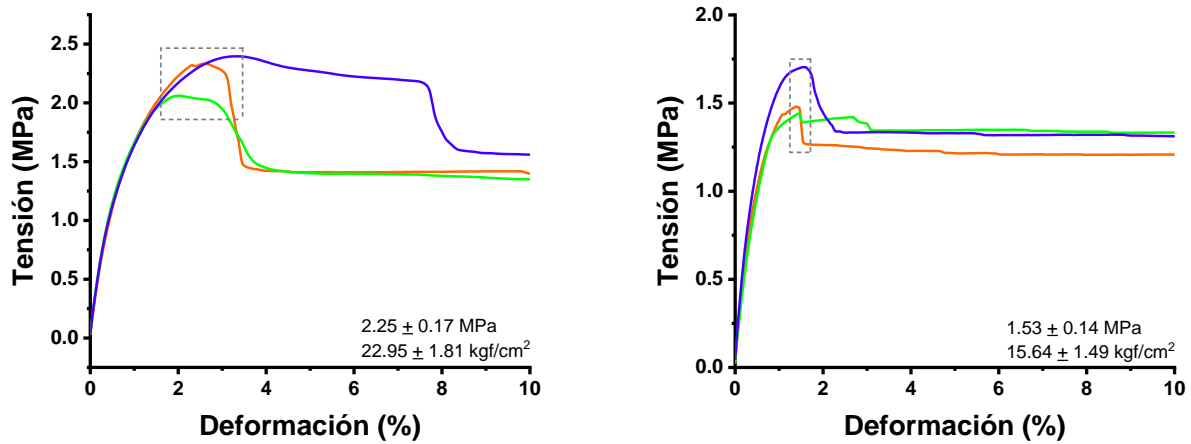 Tensión (MPa)
2.5
2.0
1.5
1.0
0.5
0.0
2.25 ± 0.17 MPa
22.95 ± 1.81 kgf/cm²
0 2 4 6 8 10
Deformación (%)
Tensión (MPa)
2.0
1.5
1.0
0.5
0.0
1.53 ± 0.14 MPa
15.64 ± 1.49 kgf/cm²
0 2 4 6 8 10
Deformación (%)